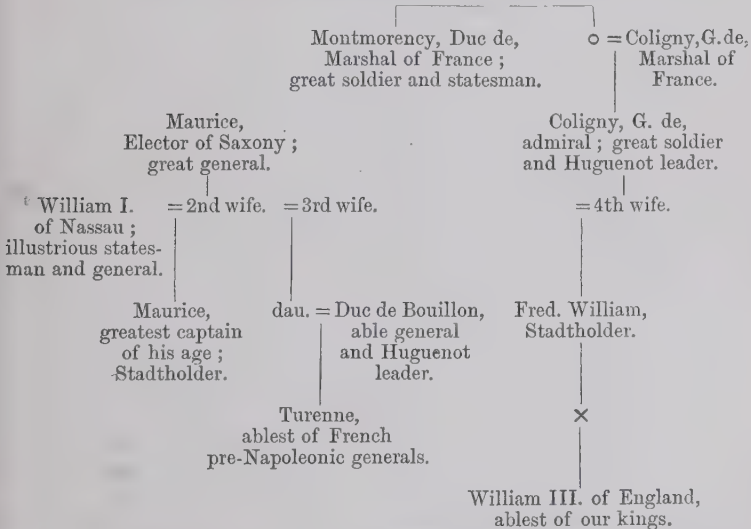 Montmorency, Duc de,
Marshal of France ;
great soldier and statesman.
o = Coligny, G. de,
Marshal of
France.
Maurice,
Elector of Saxony ;
great general.
Coligny, G. de,
admiral ; great soldier
and Huguenot leader.
William I.
of Nassau ;
illustrious states-
man and general.
= 2nd wife.
= 3rd wife.
= 4th wife.
Maurice,
greatest captain
of his age ;
Stadtholder.
dau. = Duc de Bouillon,
able general
and Huguenot
leader.
Fred. William,
Stadtholder.
Turenne,
ablest of French
pre-Napoleonic generals.
×
William III. of England,
ablest of our kings.